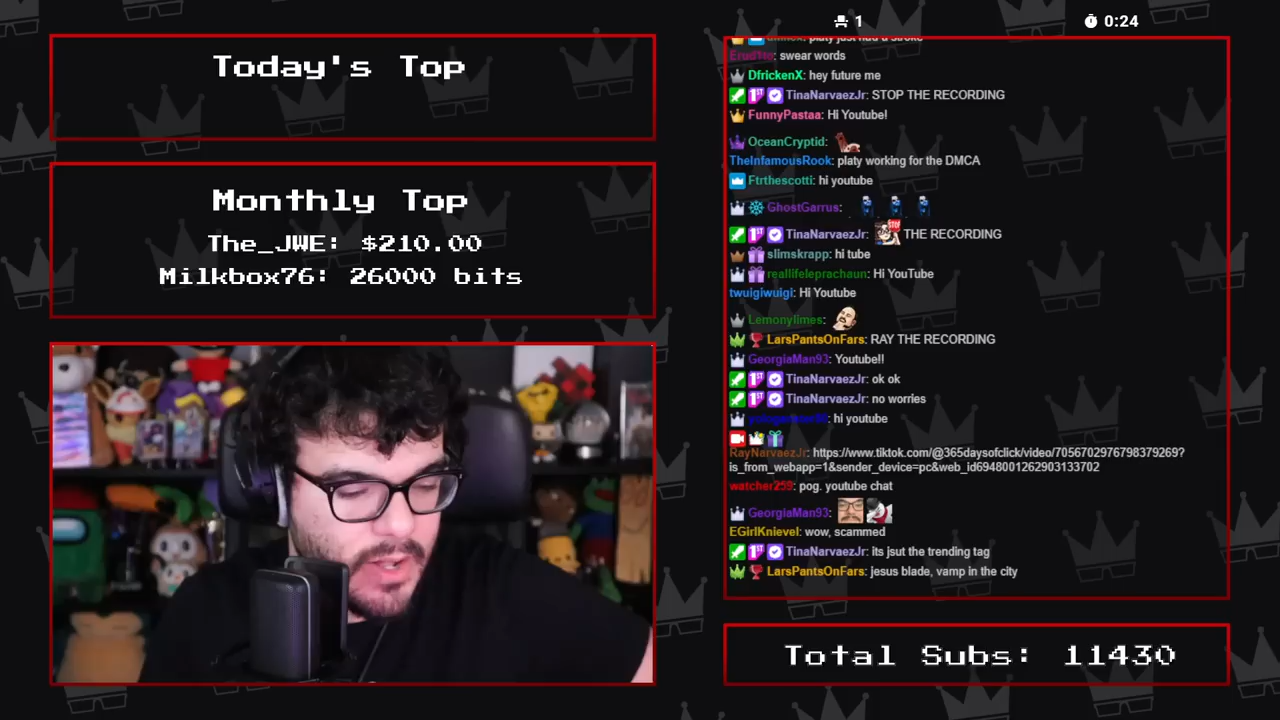 Today's Top
Monthly Top
The_JWE: $210.00
Milkbox76: 26000 bits
1
0:24
platy just had a stroke
Erud1te: swear words
DfrickenX: hey future me
TinaNarvaezJr: STOP THE RECORDING
FunnyPastaa: Hi Youtube!
OceanCryptid:
TheInfamousRook: platy working for the DMCA
Ftrthescotti: hi youtube
GhostGarrus:
TinaNarvaezJr: THE RECORDING
slimskrapp: hi tube
reallifeleprachaun: Hi YouTube
twuigiwuigi: Hi Youtube
Lemonylimes:
LarsPantsOnFars: RAY THE RECORDING
GeorgiaMan93: Youtube!!
TinaNarvaezJr: ok ok
TinaNarvaezJr: no worries
hi youtube
RayNarvaezJr: https://www.tiktok.com/@365daysofclick/video/7056702976798379269?
is_from_webapp=1&sender_device=pc&web_id6948001262903133702
watcher259: pog. youtube chat
GeorgiaMan93:
EGirlKnievel: wow, scammed
TinaNarvaezJr: its jsut the trending tag
LarsPantsOnFars: jesus blade, vamp in the city
Total Subs: 11430